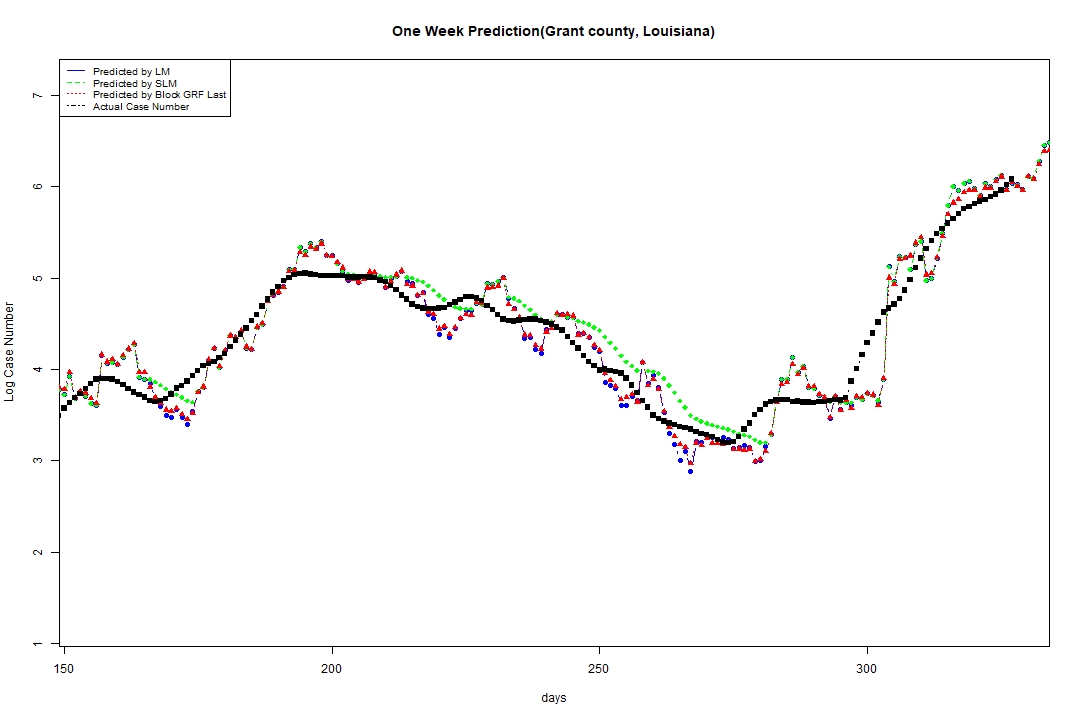 One Week Prediction(Grant county, Louisiana)
Predicted by LM
Predicted by SLM
Predicted by Block GRF Last
Actual Case Number
7
6
5
4
3
2
1
Log Case Number
150 200 250 300
days